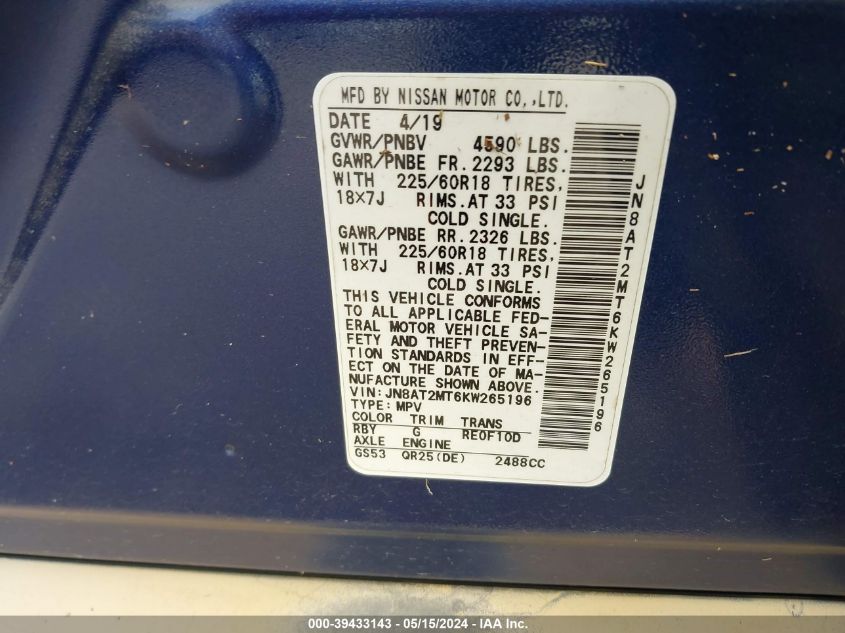 MFD BY NISSAN MOTOR CO.,LTD.
DATE 4/19
GVWR/PNBV 4590 LBS.
GAWR/PNBE FR. 2293 LBS.
WITH 225/60R18 TIRES,
18×7J RIMS. AT 33 PSI
COLD SINGLE.
GAWR/PNBE RR. 2326 LBS.
WITH 225/60R18 TIRES,
18×7J RIMS. AT 33 PSI
COLD SINGLE.
THIS VEHICLE CONFORMS
TO ALL APPLICABLE FED-
ERAL MOTOR VEHICLE SA-
FETY AND THEFT PREVEN-
TION STANDARDS IN EFF-
ECT ON THE DATE OF MA-
NUFACTURE SHOWN ABOVE.
VIN: JN8AT2MT6KW265196
TYPE: MPV
COLOR TRIM TRANS
RBY G RE0F10D
AXLE ENGINE
GS53 QR25(DE) 2488CC
JN8AT2MT6KW265196
000-39433143 - 05/15/2024 - IAA Inc.